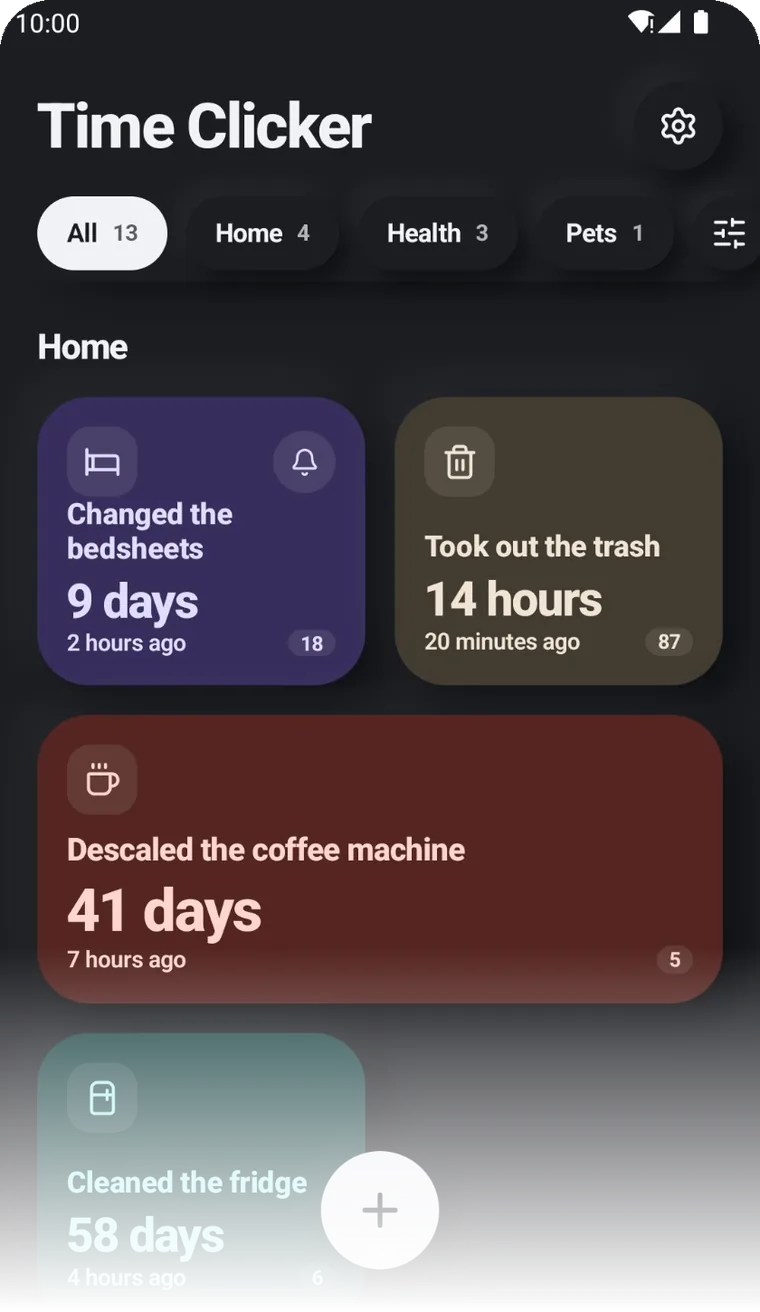 10:00
Time Clicker
All 13
Home 4
Health 3
Pets 1
Home
Changed the
bedsheets
9 days
2 hours ago 18
Took out the trash
14 hours
20 minutes ago 87
Descaled the coffee machine
41 days
7 hours ago 5
Cleaned the fridge
58 days
4 hours ago 6